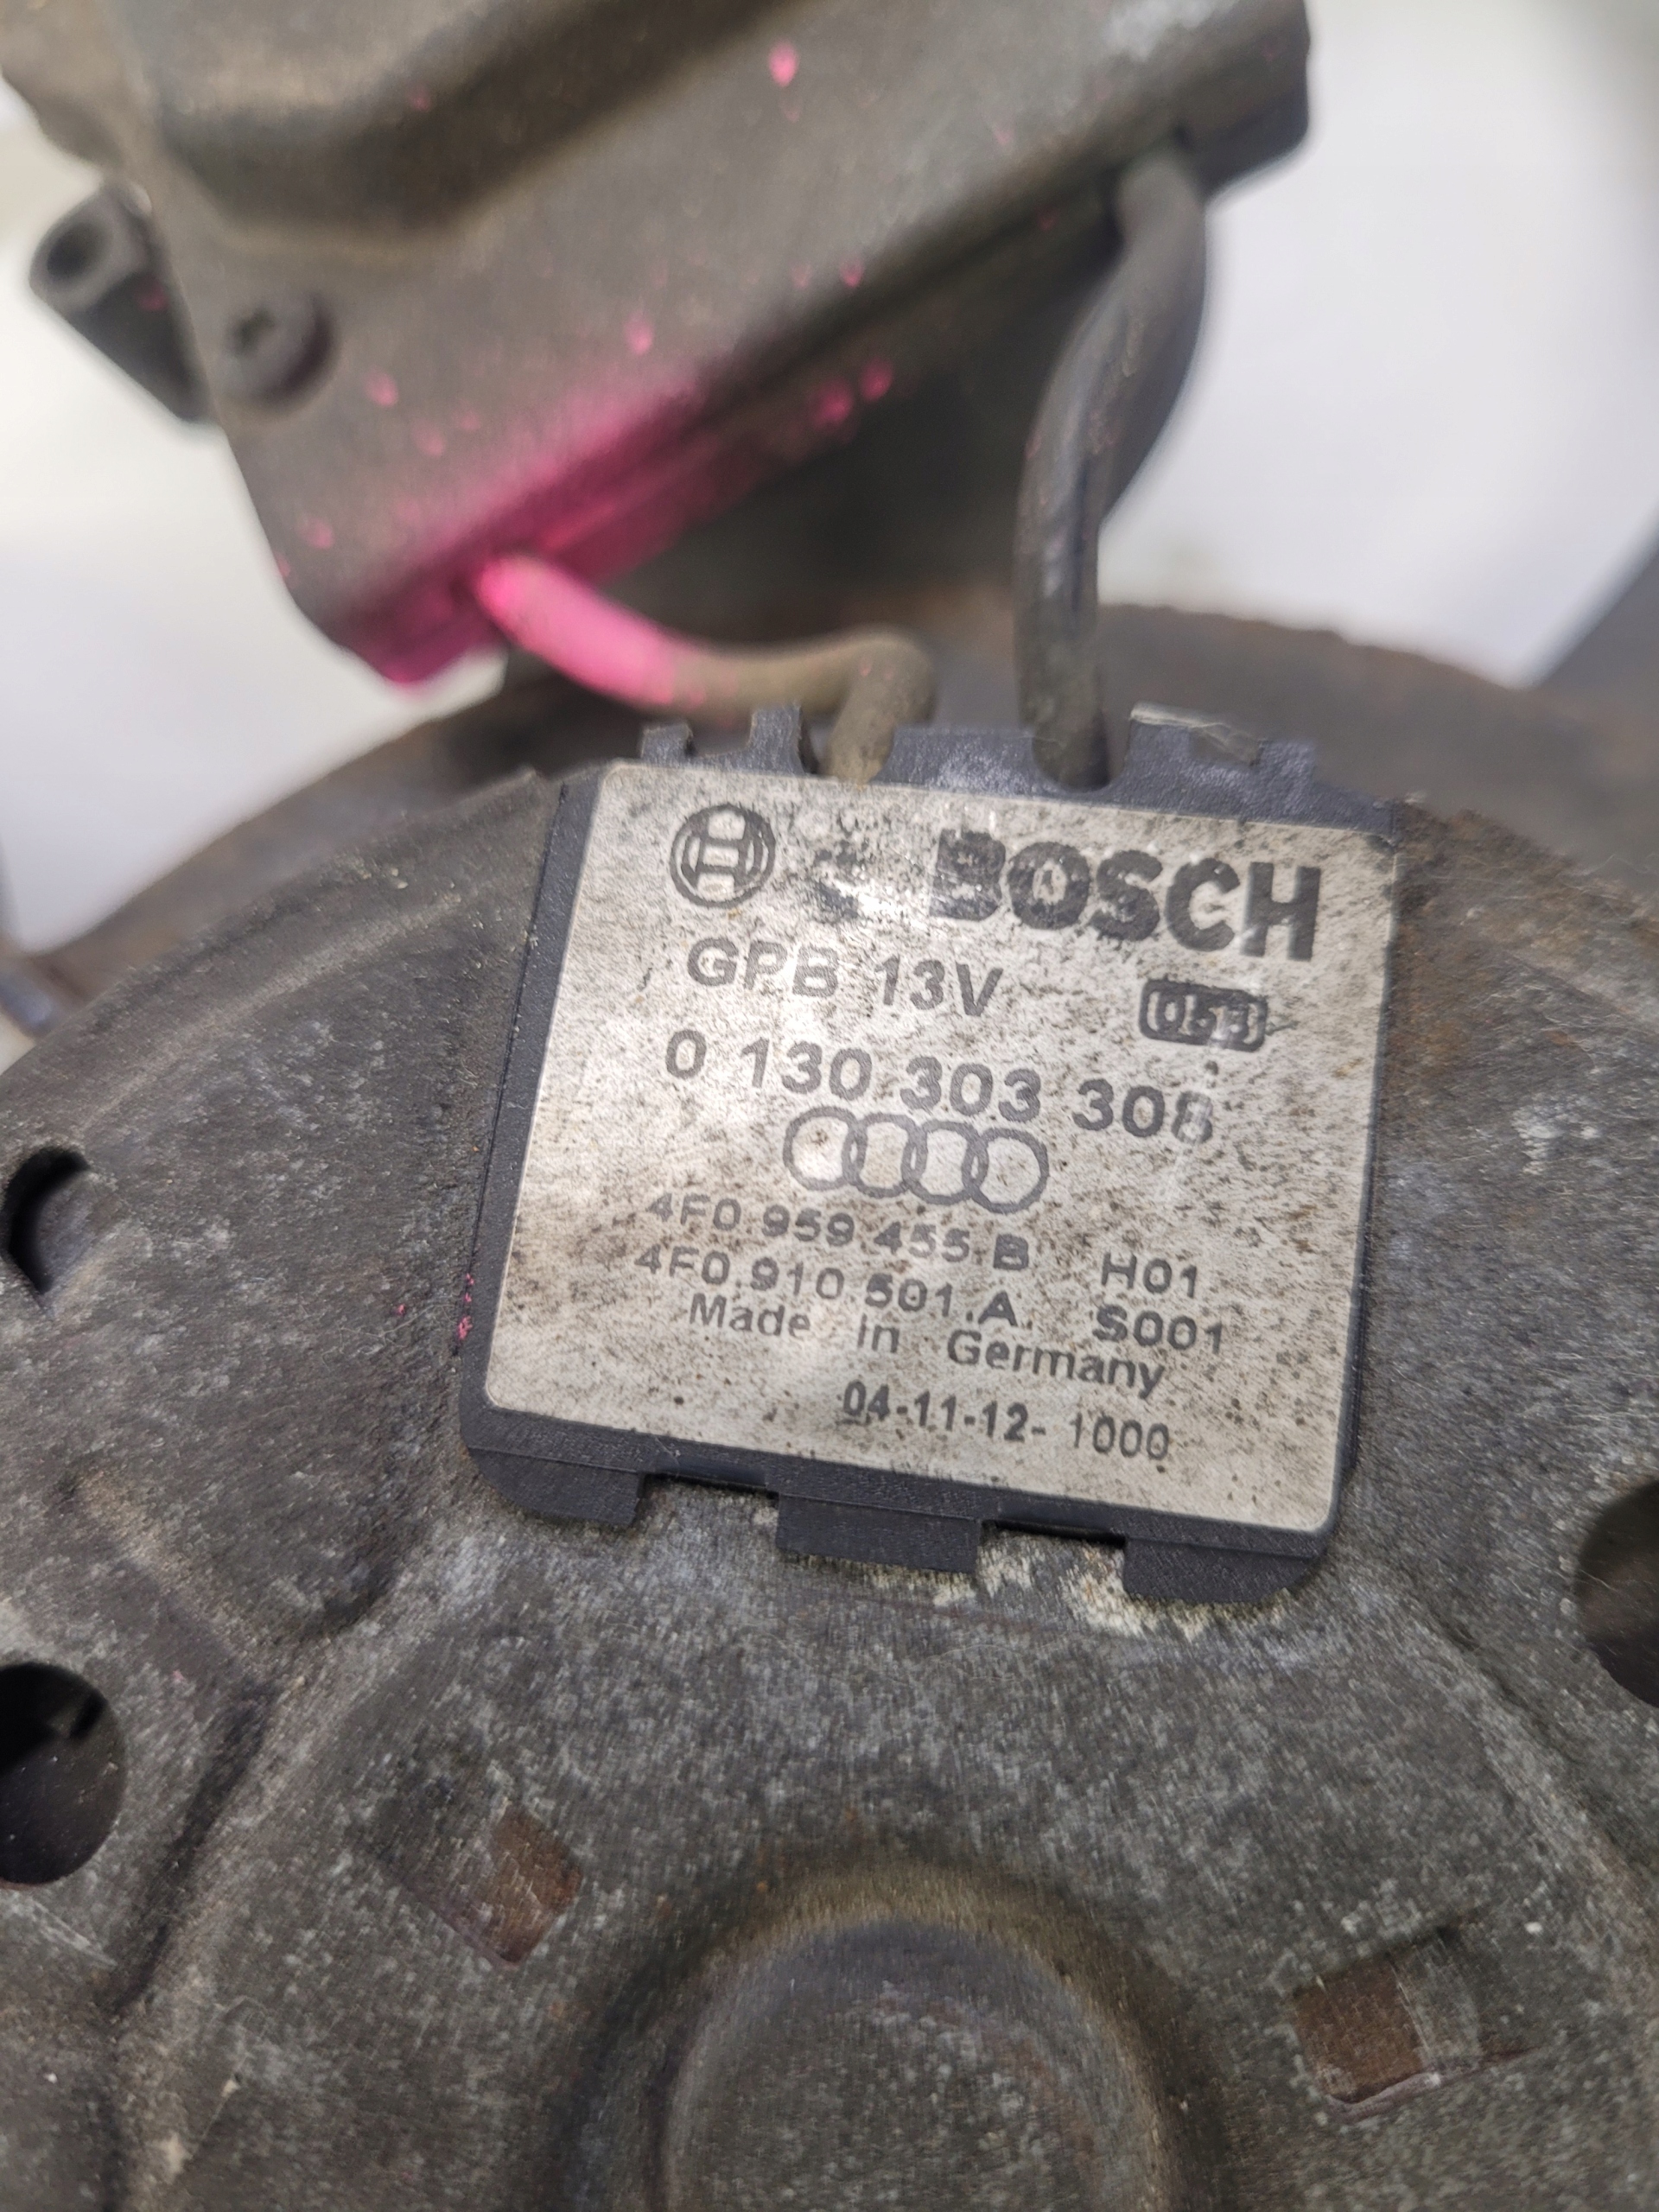 BOSCH
GPB 13V
0 130 303 308
4F0.959.455.B H01
4F0.910 501.A. S001
Made in Germany
04-11-12- 1000